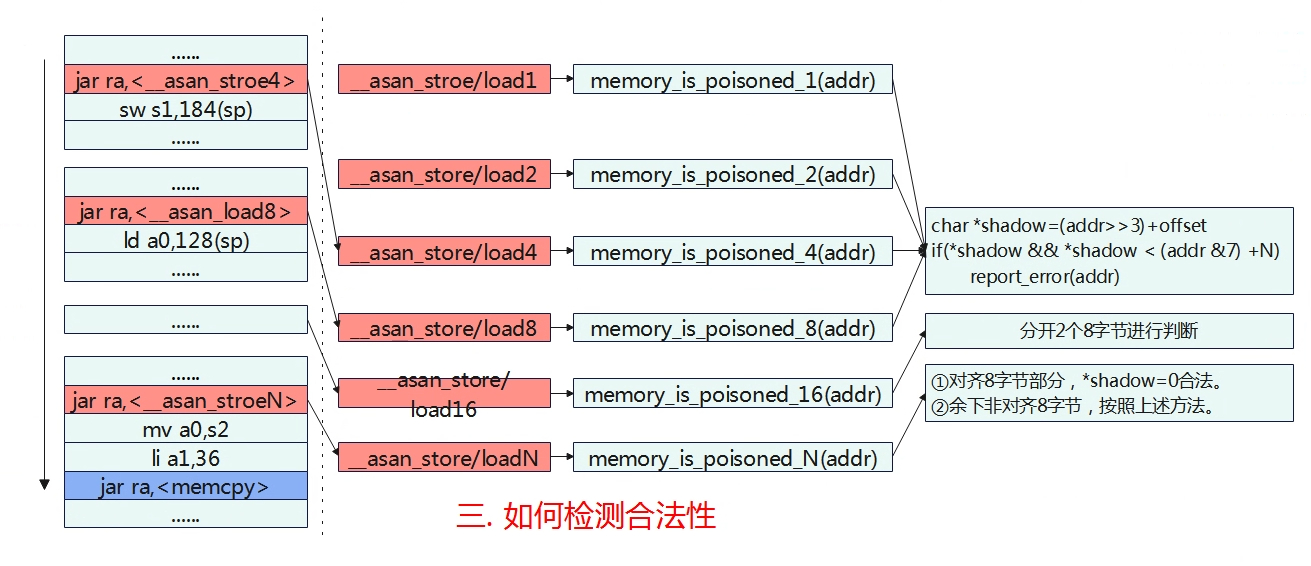 ......
jar ra,<__asan_stroe4>
sw s1,184(sp)
......
......
jar ra,<__asan_load8>
ld a0,128(sp)
......
......
......
jar ra,<__asan_stroeN>
mv a0,s2
li a1,36
jar ra,<memcpy>
......
__asan_stroe/load1
memory_is_poisoned_1(addr)
__asan_store/load2
memory_is_poisoned_2(addr)
__asan_store/load4
memory_is_poisoned_4(addr)
__asan_store/load8
memory_is_poisoned_8(addr)
__asan_store/
load16
memory_is_poisoned_16(addr)
__asan_store/loadN
memory_is_poisoned_N(addr)
char *shadow=(addr>>3)+offset
if(*shadow && *shadow < (addr &7) +N)
report_error(addr)
分开2个8字节进行判断
①对齐8字节部分，*shadow=0合法。
②余下非对齐8字节，按照上述方法。
三. 如何检测合法性